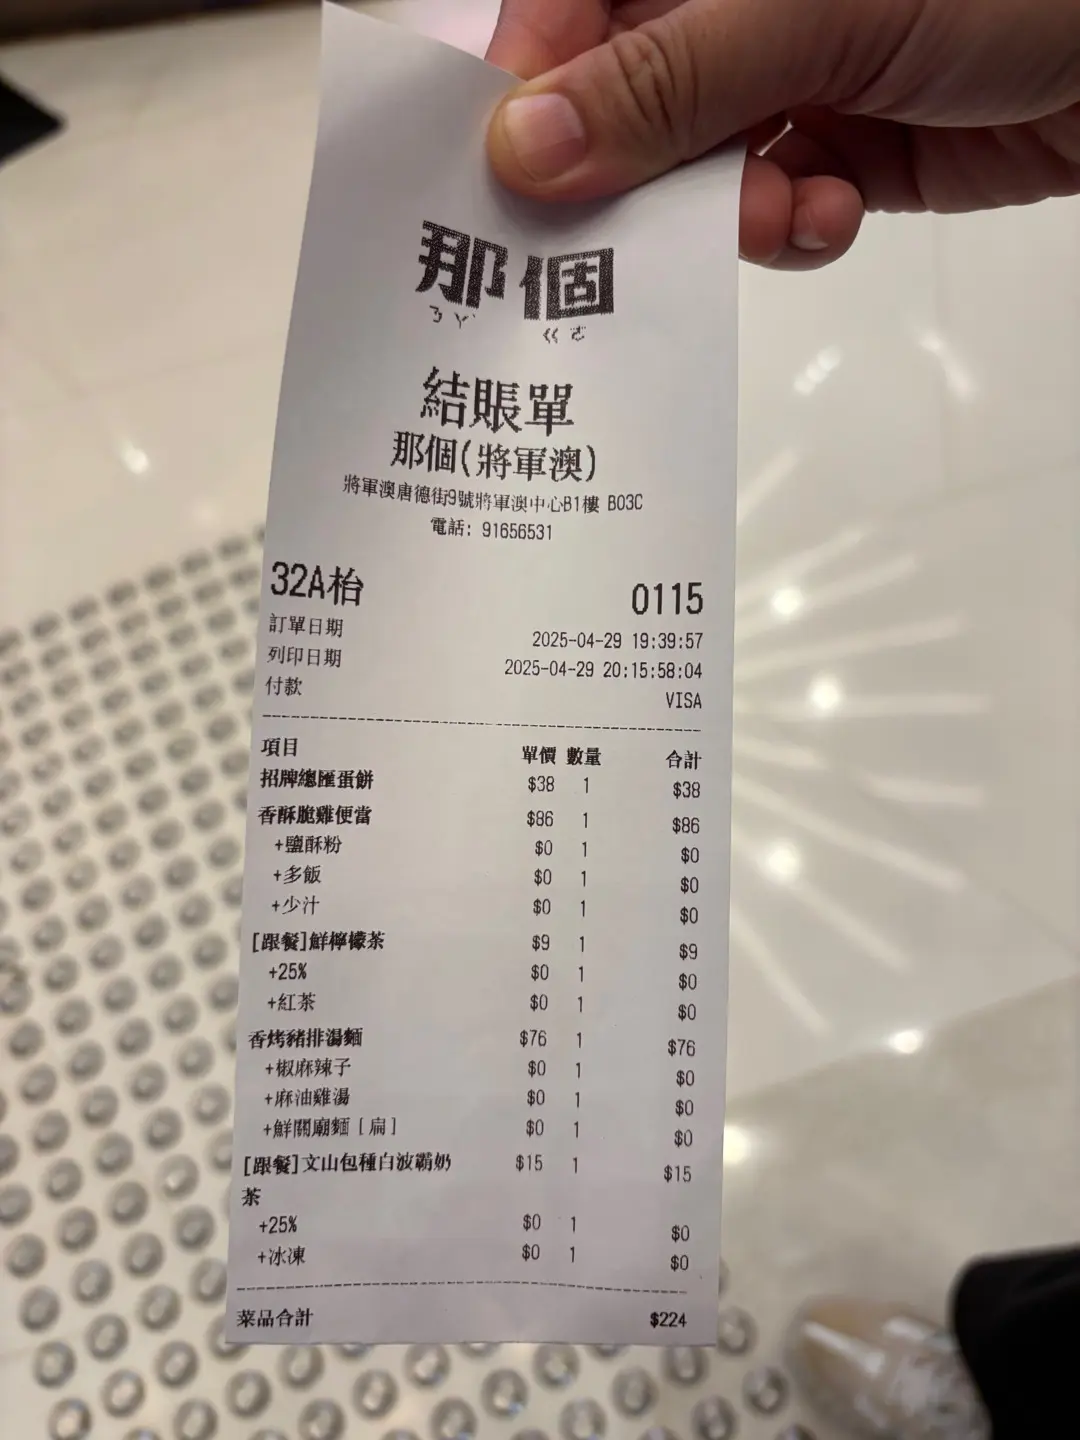 那個
ㄋㄚˋ ㄍㄜˋ
結賬單
那個(將軍澳)
將軍澳唐德街9號將軍澳中心B1樓 B03C
電話: 91656531
32A枱 0115
訂單日期 2025-04-29 19:39:57
列印日期 2025-04-29 20:15:58:04
付款 VISA
項目 單價 數量 合計
招牌總匯蛋餅 $38 1 $38
香酥脆雞便當 $86 1 $86
+鹽酥粉 $0 1 $0
+多飯 $0 1 $0
+少汁 $0 1 $0
[跟餐]鮮檸檬茶 $9 1 $9
+25% $0 1 $0
+紅茶 $0 1 $0
香烤豬排湯麵 $76 1 $76
+椒麻辣子 $0 1 $0
+麻油雞湯 $0 1 $0
+鮮關廟麵［扁］ $0 1 $0
[跟餐]文山包種白波霸奶 $15 1 $15
茶
+25% $0 1 $0
+冰凍 $0 1 $0
菜品合計 $224